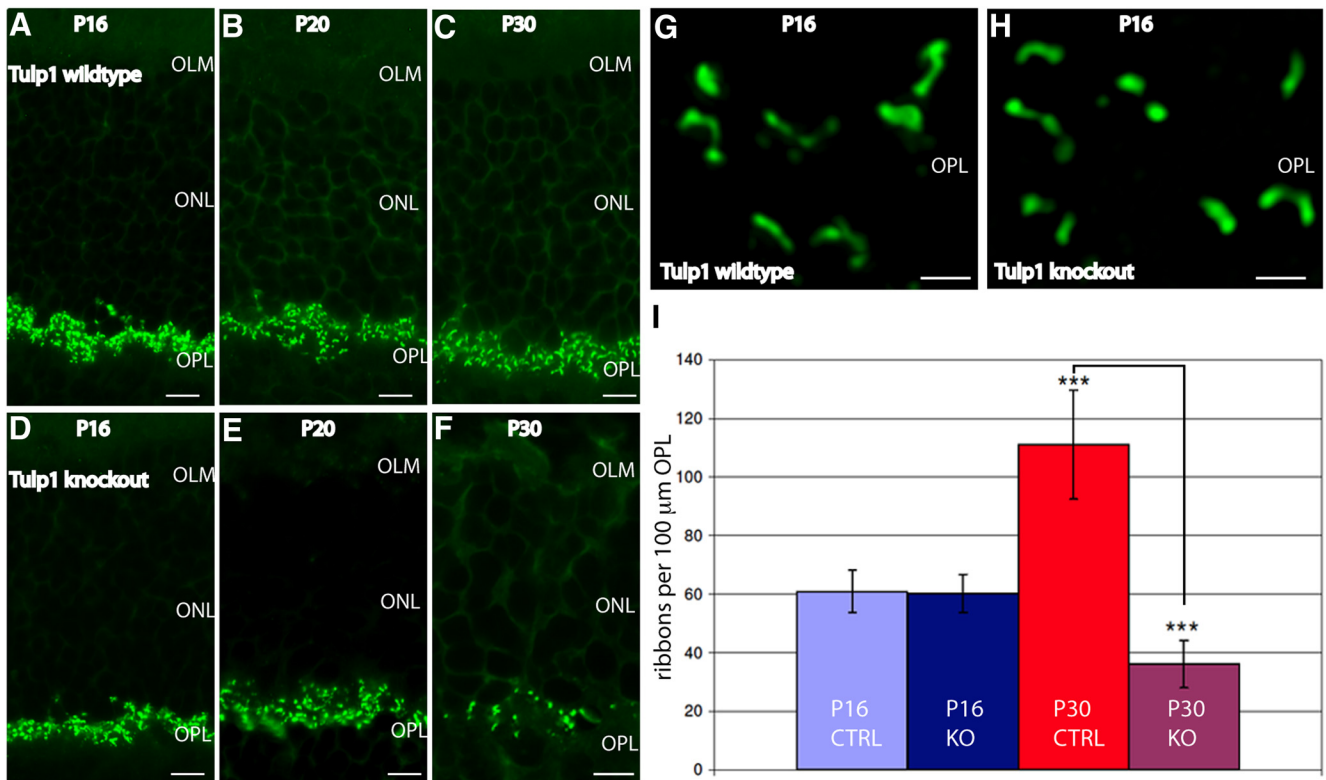 A
P16
Tulp1 wildtype
OLM
ONL
OPL
B
P20
OLM
ONL
OPL
C
P30
OLM
ONL
OPL
D
P16
Tulp1 knockout
OLM
ONL
OPL
E
P20
OLM
ONL
OPL
F
P30
OLM
ONL
OPL
G
P16
OPL
Tulp1 wildtype
H
P16
OPL
Tulp1 knockout
I
ribbons per 100 µm OPL
140
120
100
80
60
40
20
0
***
***
P16
CTRL
P16
KO
P30
CTRL
P30
KO